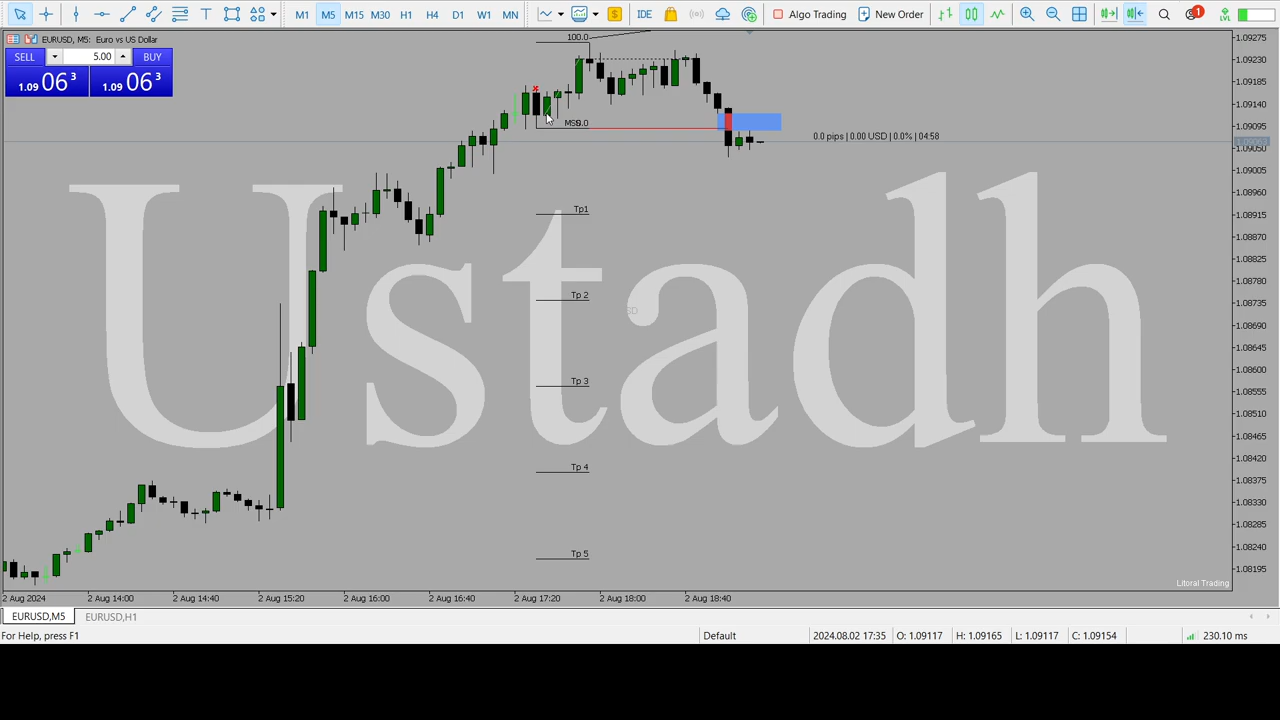 M1 M5 M15 M30 H1 H4 D1 W1 MN IDE Algo Trading New Order
LVL
1
EURUSD, M5: Euro vs US Dollar
SELL 5.00 BUY
1.09 06 3 1.09 06 3
100.0
0.0 pips | 0.00 USD | 0.0% | 04:58
Tp1
Tp 2
Tp 3
Tp 4
Tp 5
Ustadh
1.09275
1.09230
1.09185
1.09140
1.09095
1.09050
1.09005
1.08960
1.08915
1.08870
1.08825
1.08780
1.08735
1.08690
1.08645
1.08600
1.08555
1.08510
1.08465
1.08420
1.08375
1.08330
1.08285
1.08240
1.08195
Litoral Trading
2 Aug 2024 2 Aug 14:00 2 Aug 14:40 2 Aug 15:20 2 Aug 16:00 2 Aug 16:40 2 Aug 17:20 2 Aug 18:00 2 Aug 18:40
EURUSD,M5 EURUSD,H1
For Help, press F1 Default 2024.08.02 17:35 O: 1.09117 H: 1.09165 L: 1.09117 C: 1.09154 230.10 ms